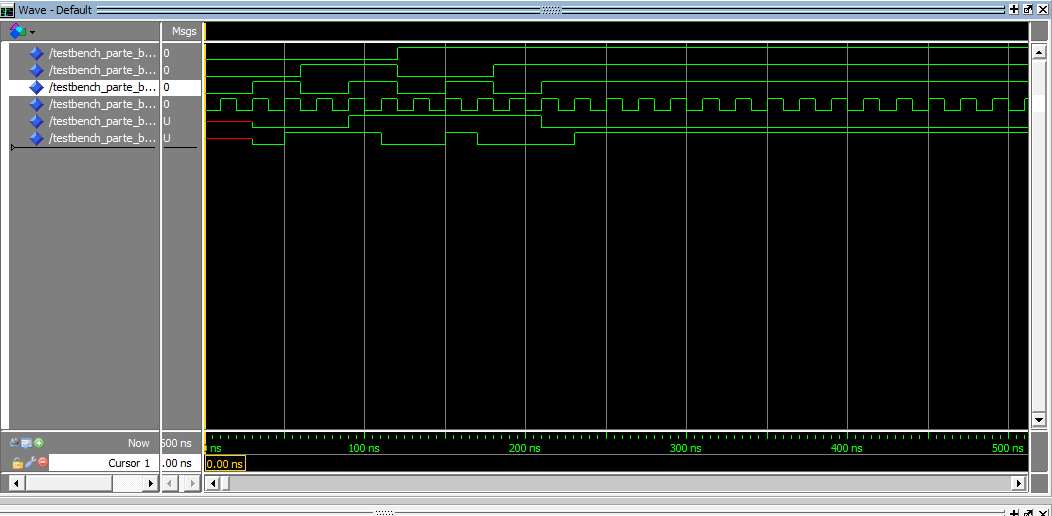 Wave - Default
Msgs
/testbench_parte_b... 0
/testbench_parte_b... 0
/testbench_parte_b... 0
/testbench_parte_b... 0
/testbench_parte_b... U
/testbench_parte_b... U
Now 500 ns ns 100 ns 200 ns 300 ns 400 ns 500 ns
Cursor 1 .00 ns 0.00 ns